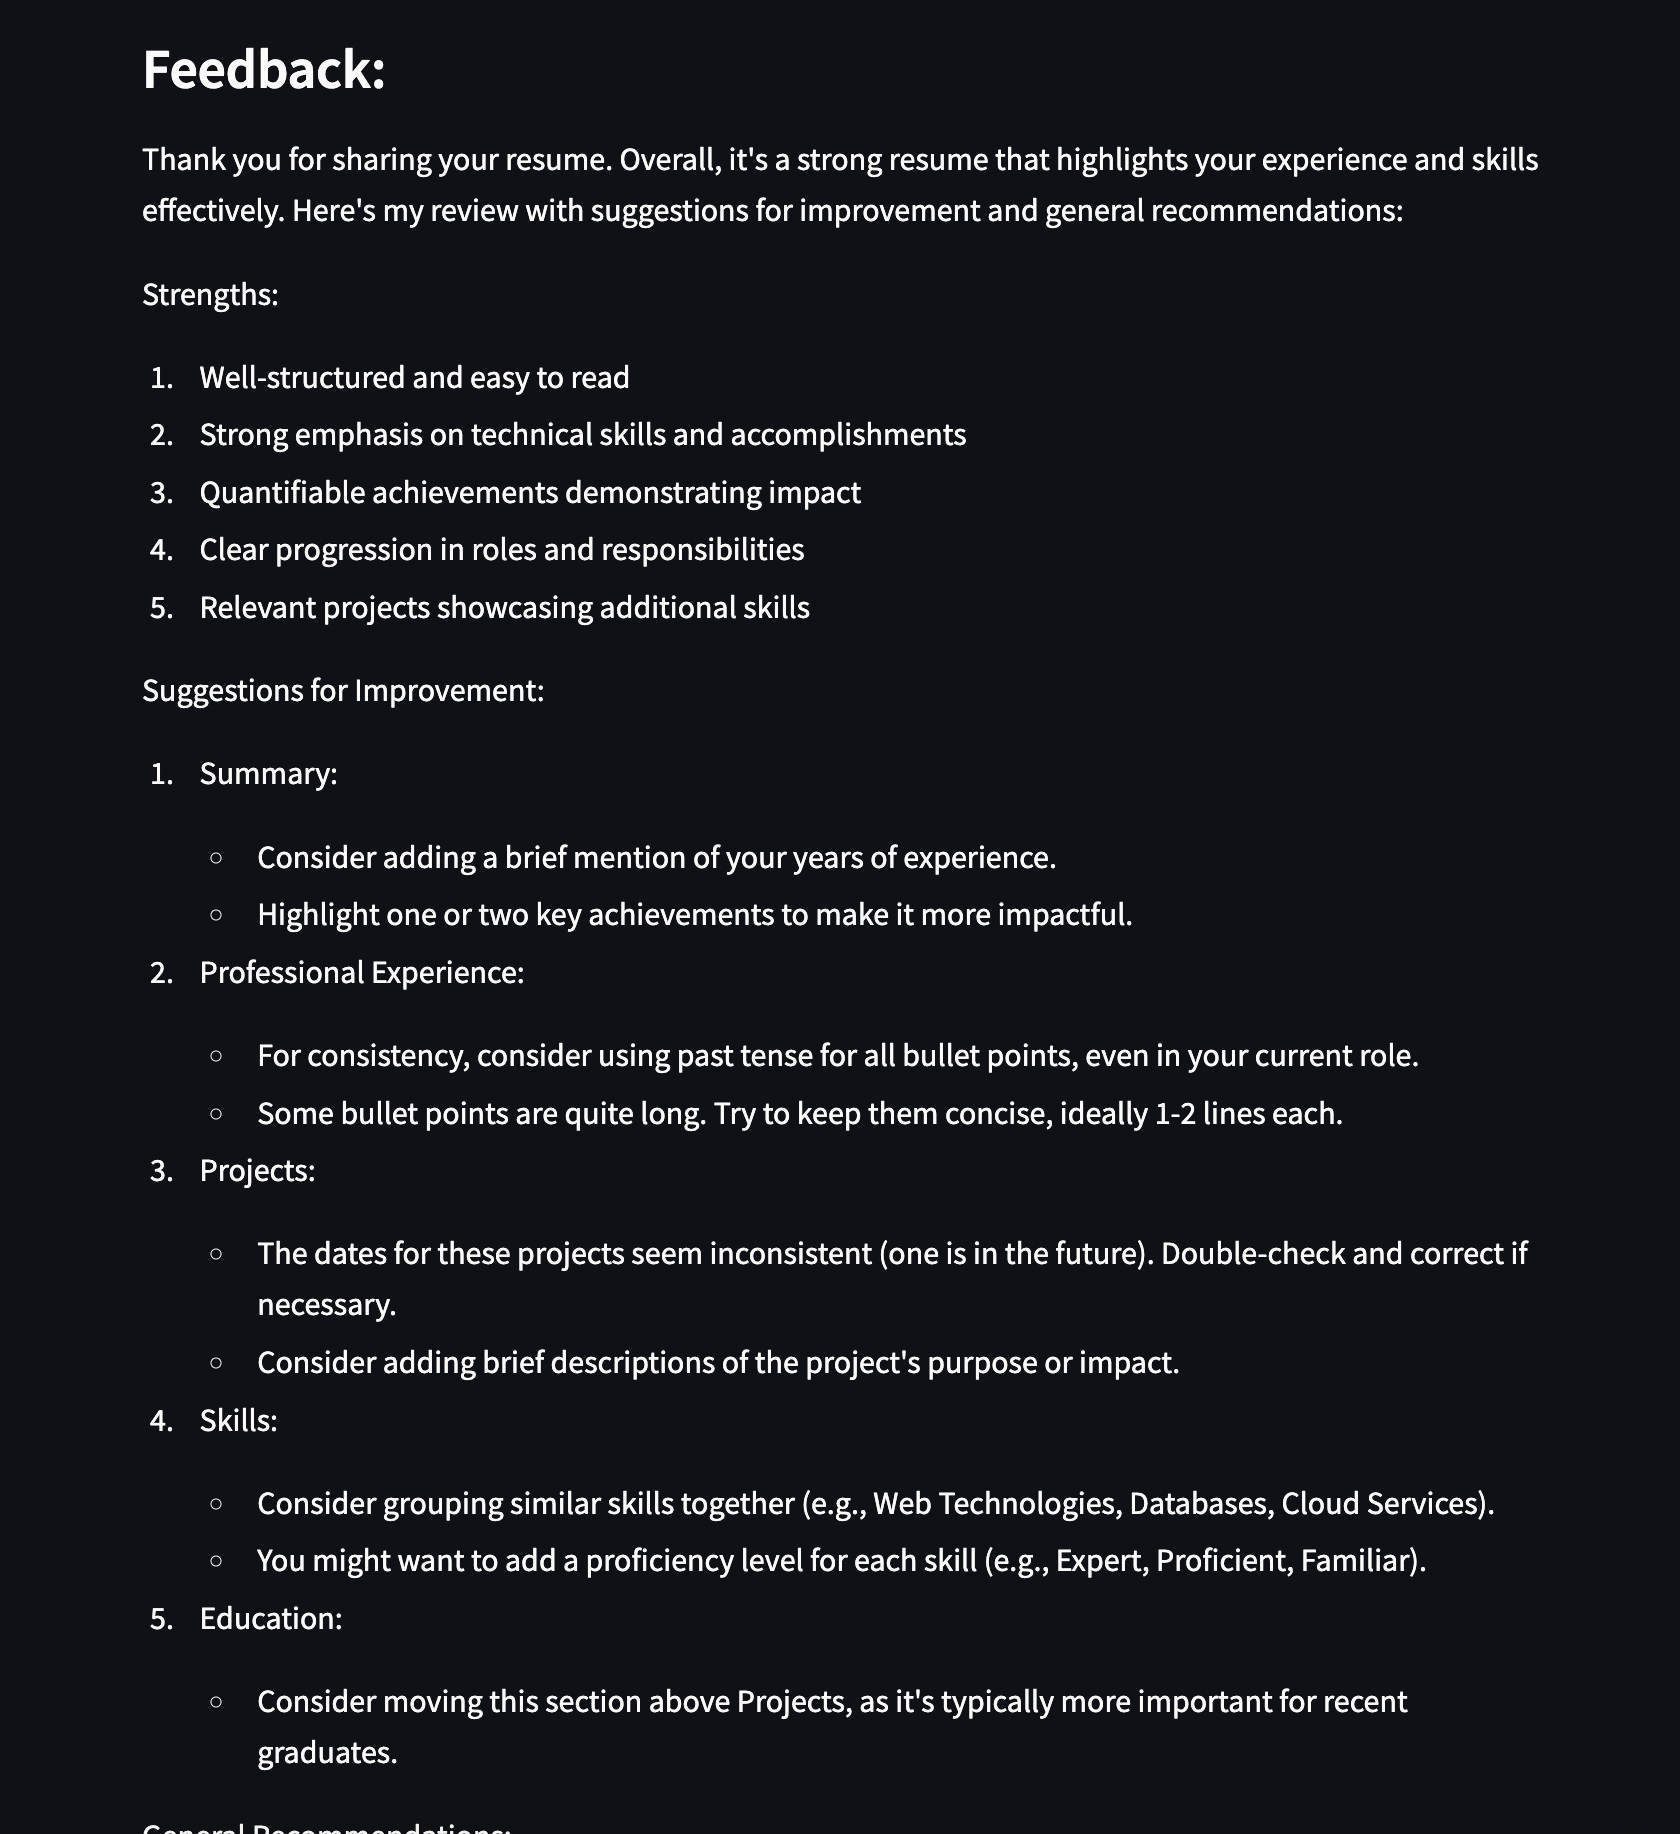 Feedback:
Thank you for sharing your resume. Overall, it's a strong resume that highlights your experience and skills
effectively. Here's my review with suggestions for improvement and general recommendations:
Strengths:
1. Well-structured and easy to read
2. Strong emphasis on technical skills and accomplishments
3. Quantifiable achievements demonstrating impact
4. Clear progression in roles and responsibilities
5. Relevant projects showcasing additional skills
Suggestions for Improvement:
1. Summary:
○ Consider adding a brief mention of your years of experience.
○ Highlight one or two key achievements to make it more impactful.
2. Professional Experience:
○ For consistency, consider using past tense for all bullet points, even in your current role.
○ Some bullet points are quite long. Try to keep them concise, ideally 1-2 lines each.
3. Projects:
○ The dates for these projects seem inconsistent (one is in the future). Double-check and correct if
necessary.
○ Consider adding brief descriptions of the project's purpose or impact.
4. Skills:
○ Consider grouping similar skills together (e.g., Web Technologies, Databases, Cloud Services).
○ You might want to add a proficiency level for each skill (e.g., Expert, Proficient, Familiar).
5. Education:
○ Consider moving this section above Projects, as it's typically more important for recent
graduates.
General Recommendations: